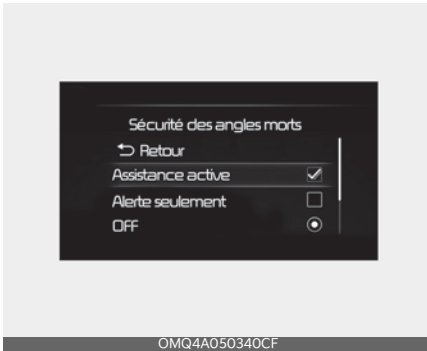 Sécurité des angles morts
Retour
Assistance active
Alerte seulement
OFF
OMQ4A050340CF